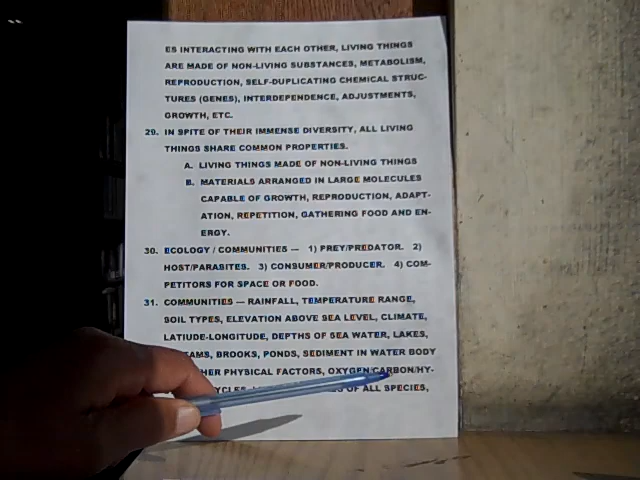 ES INTERACTING WITH EACH OTHER, LIVING THINGS
ARE MADE OF NON-LIVING SUBSTANCES, METABOLISM,
REPRODUCTION, SELF-DUPLICATING CHEMICAL STRUC-
TURES (GENES), INTERDEPENDENCE, ADJUSTMENTS,
GROWTH, ETC.
29. IN SPITE OF THEIR IMMENSE DIVERSITY, ALL LIVING
THINGS SHARE COMMON PROPERTIES.
A. LIVING THINGS MADE OF NON-LIVING THINGS
B. MATERIALS ARRANGED IN LARGE MOLECULES
CAPABLE OF GROWTH, REPRODUCTION, ADAPT-
ATION, REPETITION, GATHERING FOOD AND EN-
ERGY.
30. ECOLOGY / COMMUNITIES — 1) PREY/PREDATOR. 2)
HOST/PARASITES. 3) CONSUMER/PRODUCER. 4) COM-
PETITORS FOR SPACE OR FOOD.
31. COMMUNITIES — RAINFALL, TEMPERATURE RANGE,
SOIL TYPES, ELEVATION ABOVE SEA LEVEL, CLIMATE,
LATIUDE-LONGITUDE, DEPTHS OF SEA WATER, LAKES,
AMS, BROOKS, PONDS, SEDIMENT IN WATER BODY
HER PHYSICAL FACTORS, OXYGEN/CARBON/HY-
YCLES, OF ALL SPECIES,